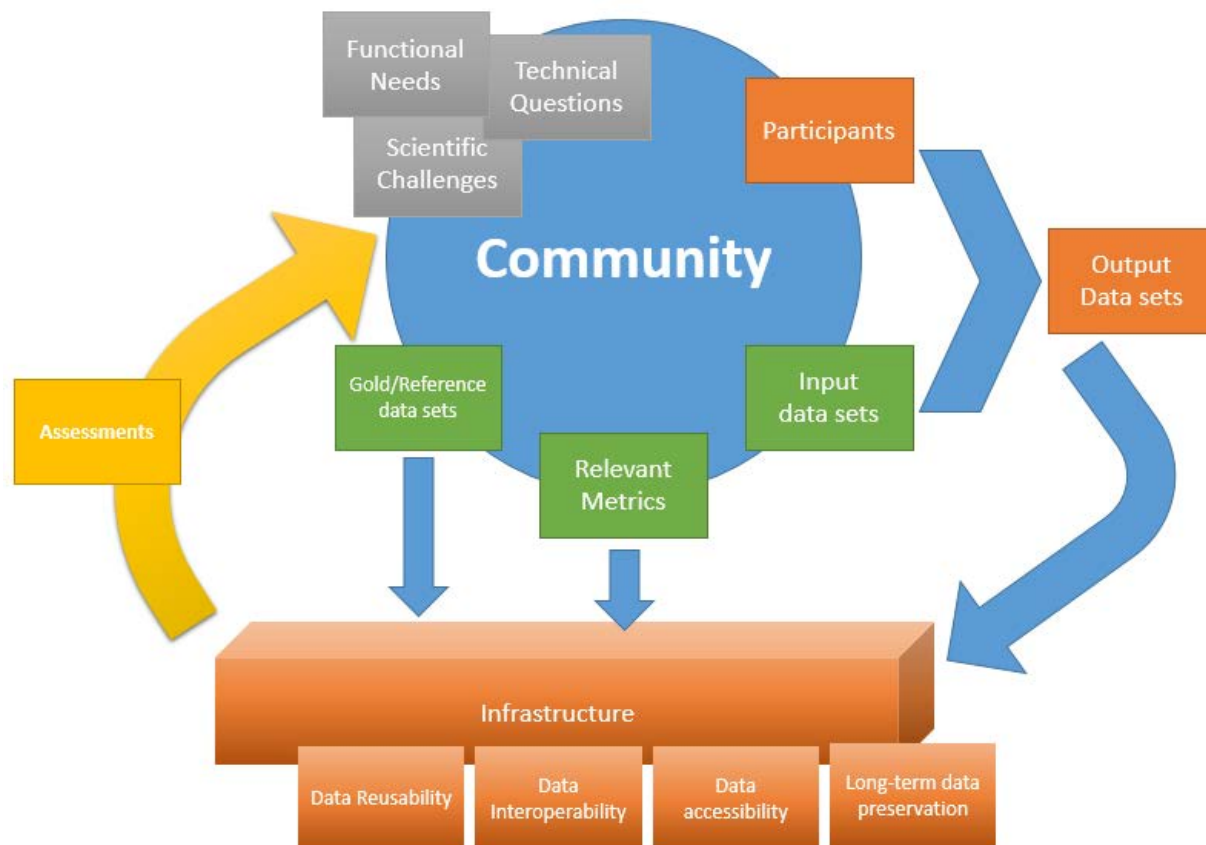 Functional
Needs
Technical
Questions
Scientific
Challenges
Participants
Community
Output
Data sets
Gold/Reference
data sets
Input
data sets
Assessments
Relevant
Metrics
Infrastructure
Data Reusability
Data
Interoperability
Data
accessibility
Long-term data
preservation